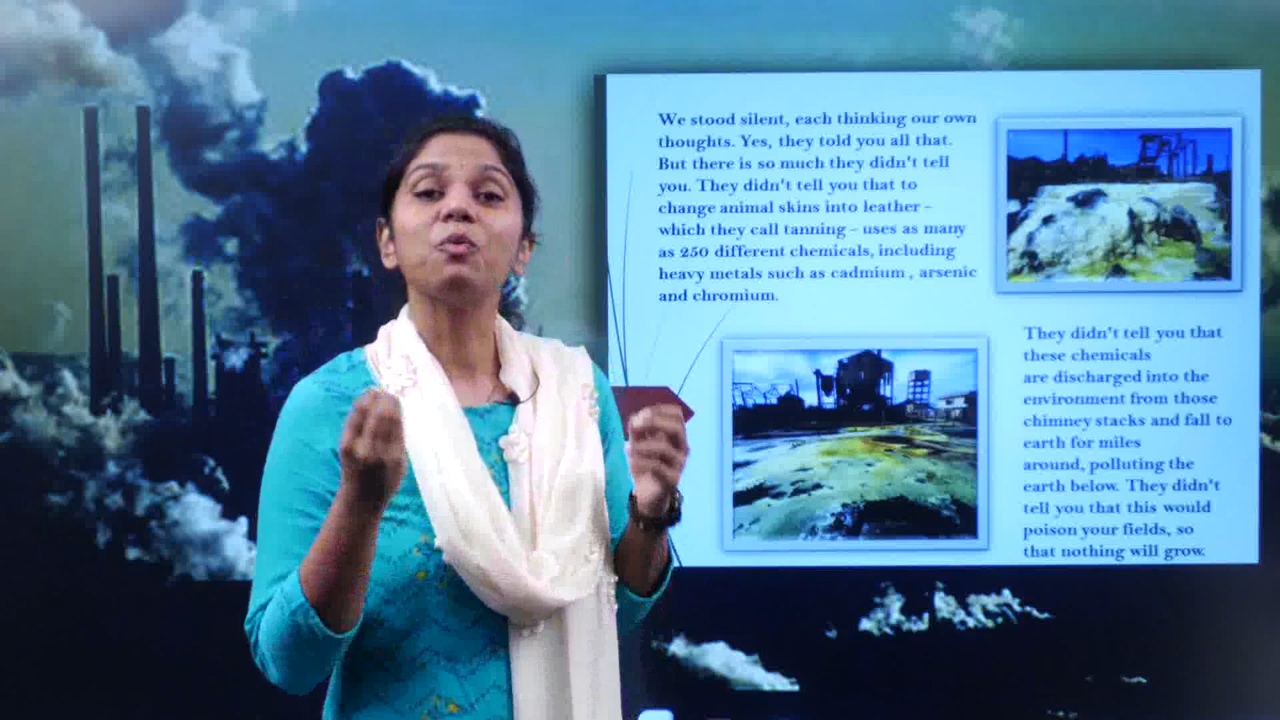 We stood silent, each thinking our own
thoughts. Yes, they told you all that.
But there is so much they didn't tell
you. They didn't tell you that to
change animal skins into leather –
which they call tanning – uses as many
as 250 different chemicals, including
heavy metals such as cadmium , arsenic
and chromium.
They didn't tell you that
these chemicals
are discharged into the
environment from those
chimney stacks and fall to
earth for miles
around, polluting the
earth below. They didn't
tell you that this would
poison your fields, so
that nothing will grow.